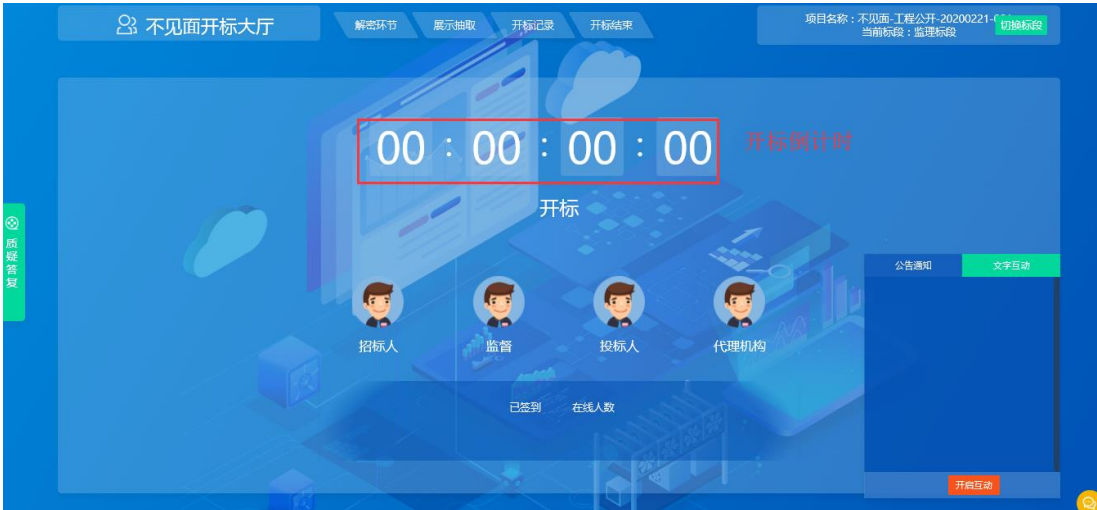 不见面开标大厅
解密环节
展示抽取
开标记录
开标结束
项目名称：不见面-工程公开-20200221-
当前标段：监理标段
切换标段
00 : 00 : 00 : 00
开标倒计时
开标
质疑答复
公告通知
文字互动
招标人
监督
投标人
代理机构
已签到
在线人数
开启互动